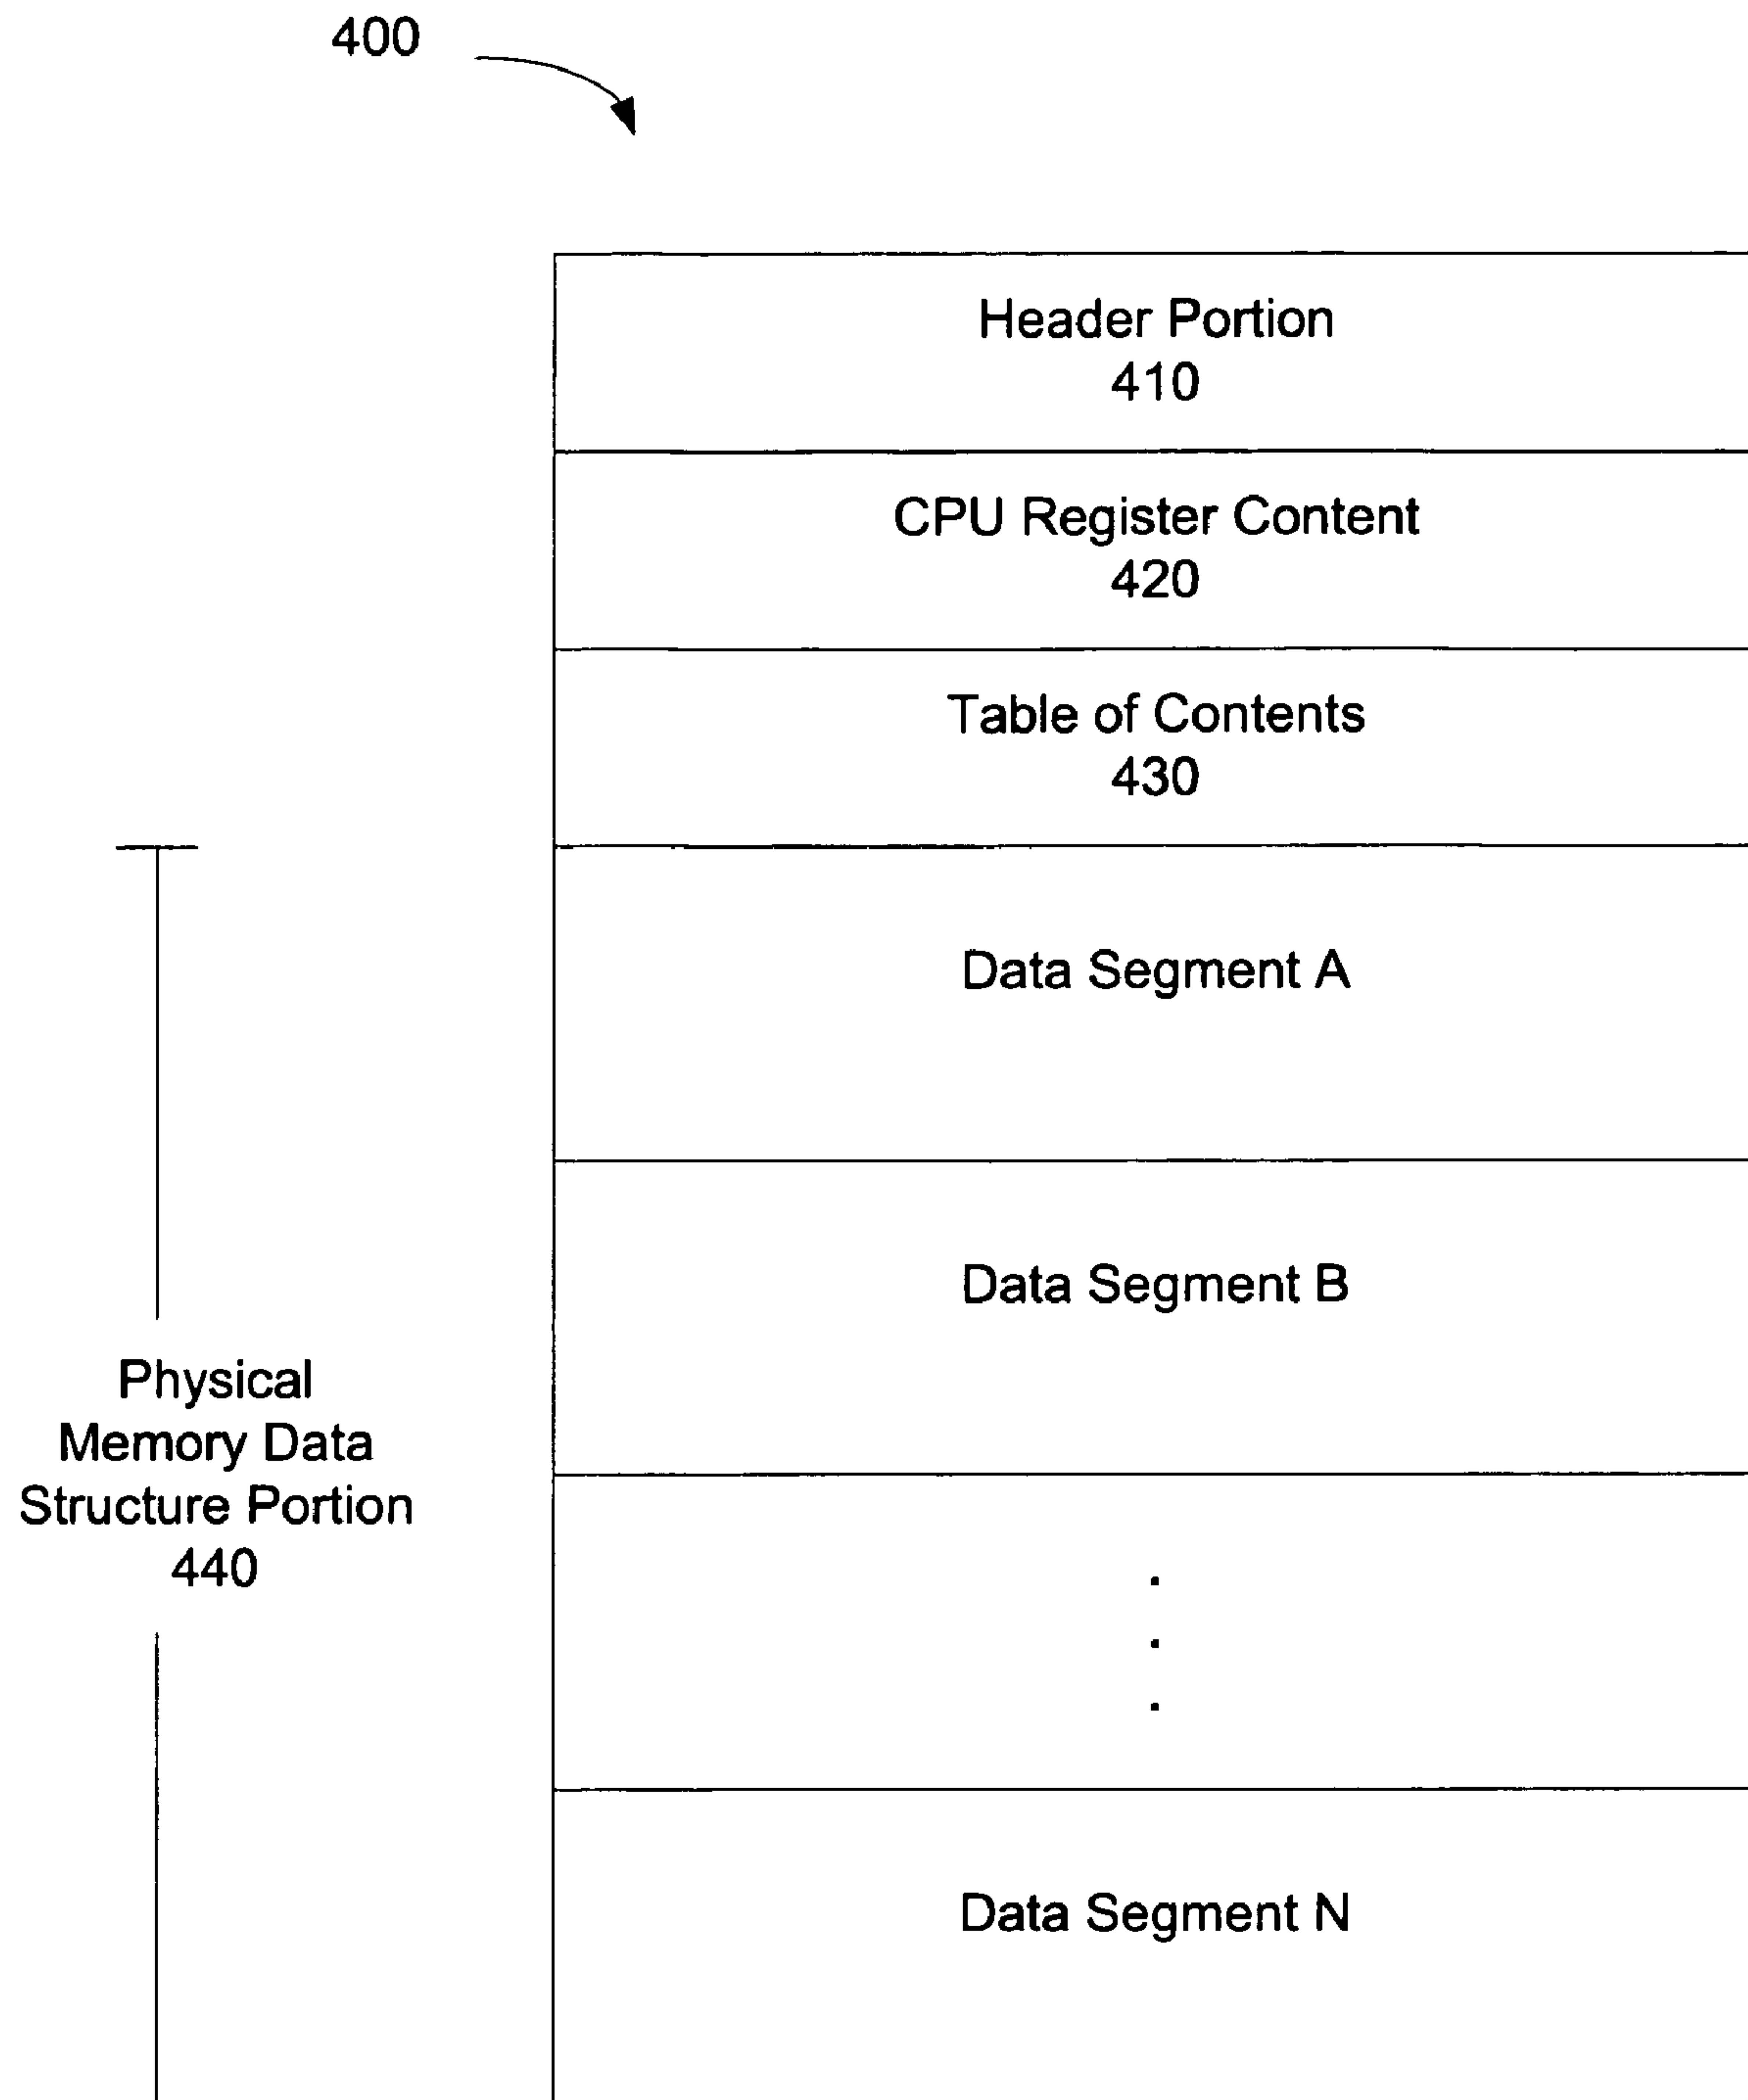 400
Header Portion
410
CPU Register Content
420
Table of Contents
430
Data Segment A
Data Segment B
Physical
Memory Data
Structure Portion
440
.
.
.
Data Segment N